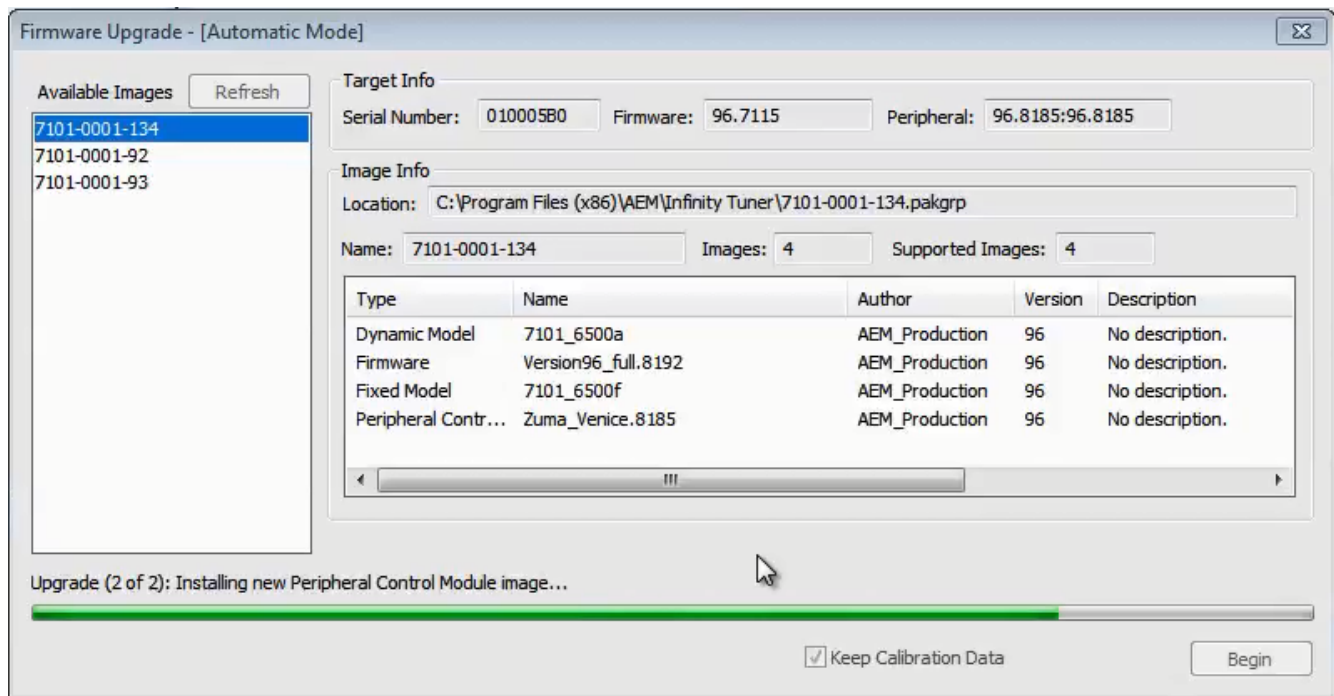 Firmware Upgrade - [Automatic Mode]
Available Images
Refresh
7101-0001-134
7101-0001-92
7101-0001-93
Target Info
Serial Number: 010005B0 Firmware: 96.7115 Peripheral: 96.8185:96.8185
Image Info
Location: C:\Program Files (x86)\AEM\Infinity Tuner\7101-0001-134.pakgrp
Name: 7101-0001-134 Images: 4 Supported Images: 4
Type Name Author Version Description
Dynamic Model 7101_6500a AEM_Production 96 No description.
Firmware Version96_full.8192 AEM_Production 96 No description.
Fixed Model 7101_6500f AEM_Production 96 No description.
Peripheral Contr... Zuma_Venice.8185 AEM_Production 96 No description.
Upgrade (2 of 2): Installing new Peripheral Control Module image...
Keep Calibration Data
Begin